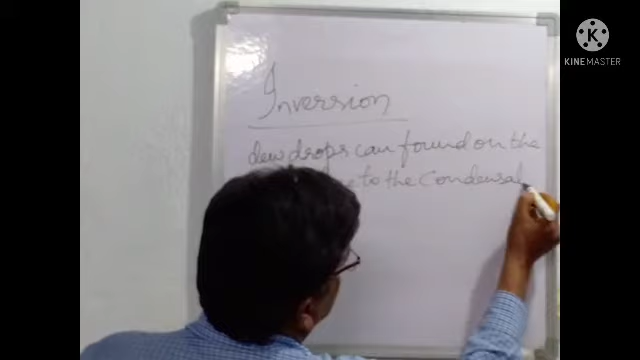 KINEMASTER
Inversion
dew drops can found on the
to the Condensat